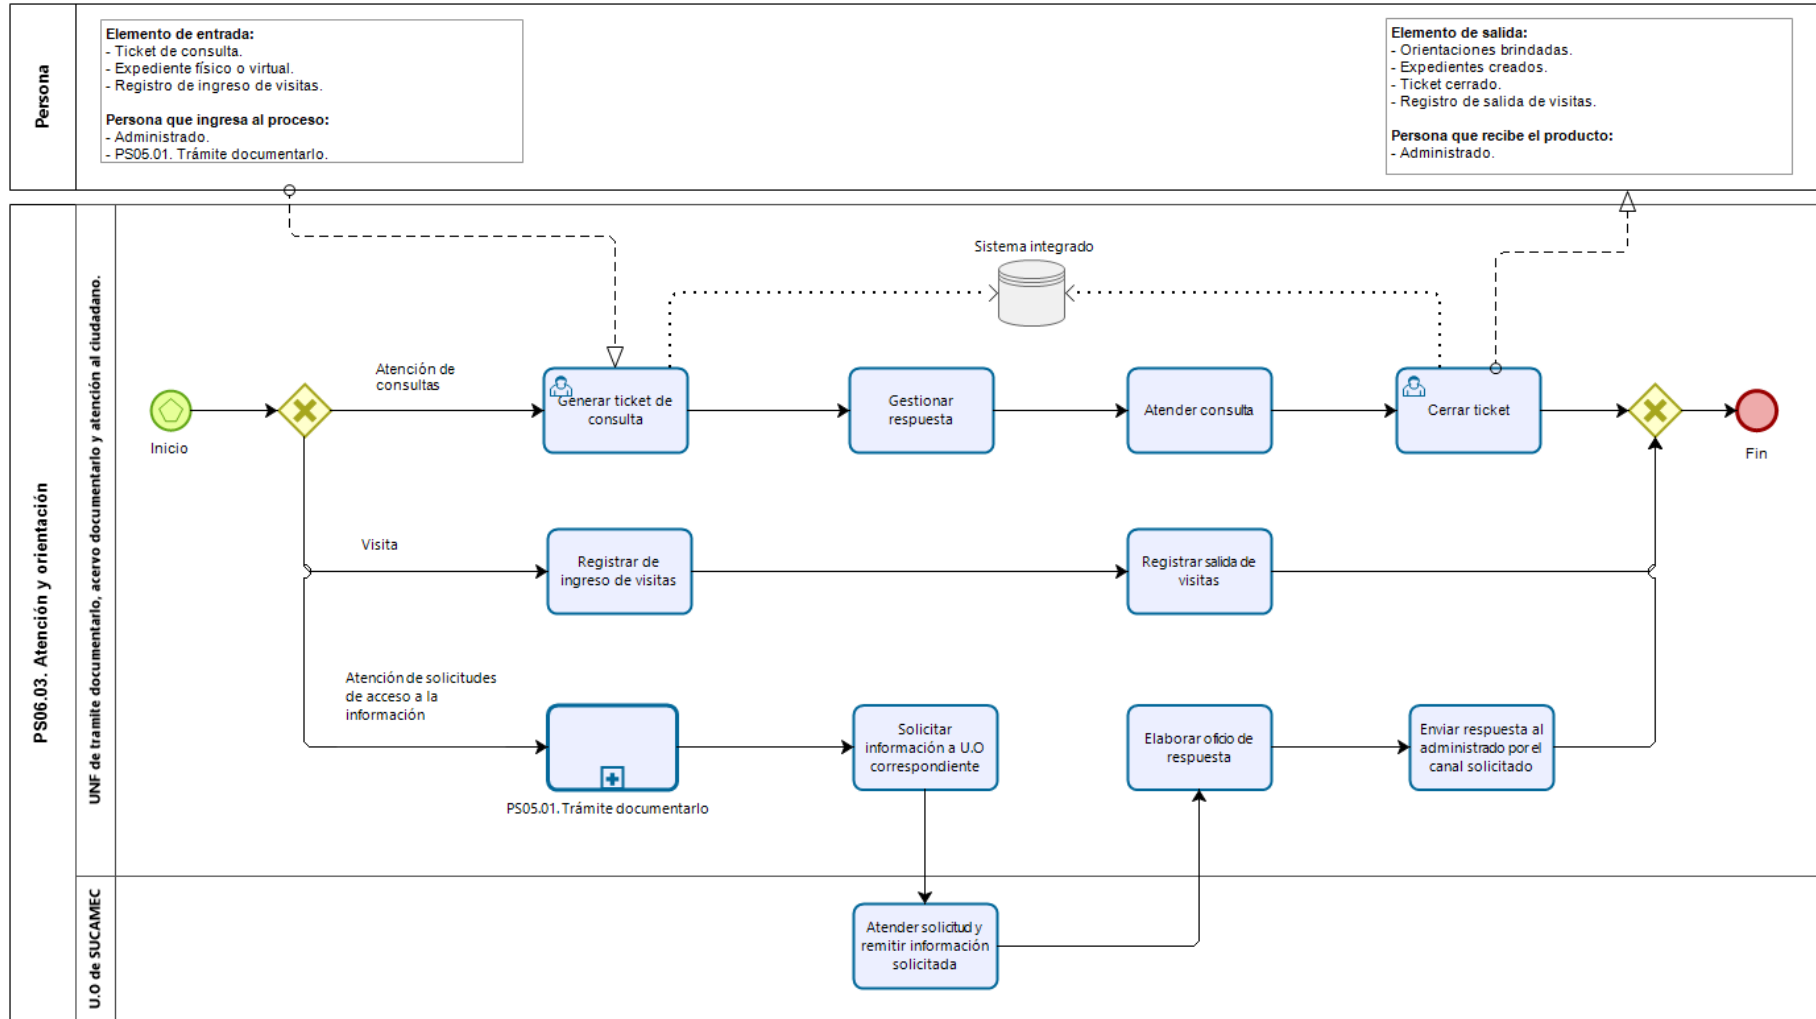 Persona
Elemento de entrada:
- Ticket de consulta.
- Expediente físico o virtual.
- Registro de ingreso de visitas.
Persona que ingresa al proceso:
- Administrado.
- PS05.01. Trámite documentarlo.
Elemento de salida:
- Orientaciones brindadas.
- Expedientes creados.
- Ticket cerrado.
- Registro de salida de visitas.
Persona que recibe el producto:
- Administrado.
PS06.03. Atención y orientación
UNF de tramite documentarlo, acervo documentarlo y atención al ciudadano.
Sistema integrado
Inicio
Atención de
consultas
Generar ticket de
consulta
Gestionar
respuesta
Atender consulta
Cerrar ticket
Fin
Visita
Registrar de
ingreso de visitas
Registrar salida de
visitas
Atención de solicitudes
de acceso a la
información
PS05.01. Trámite documentarlo
Solicitar
información a U.O
correspondiente
Elaborar oficio de
respuesta
Enviar respuesta al
administrado por el
canal solicitado
U.O de SUCAMEC
Atender solicitud y
remitir información
solicitada